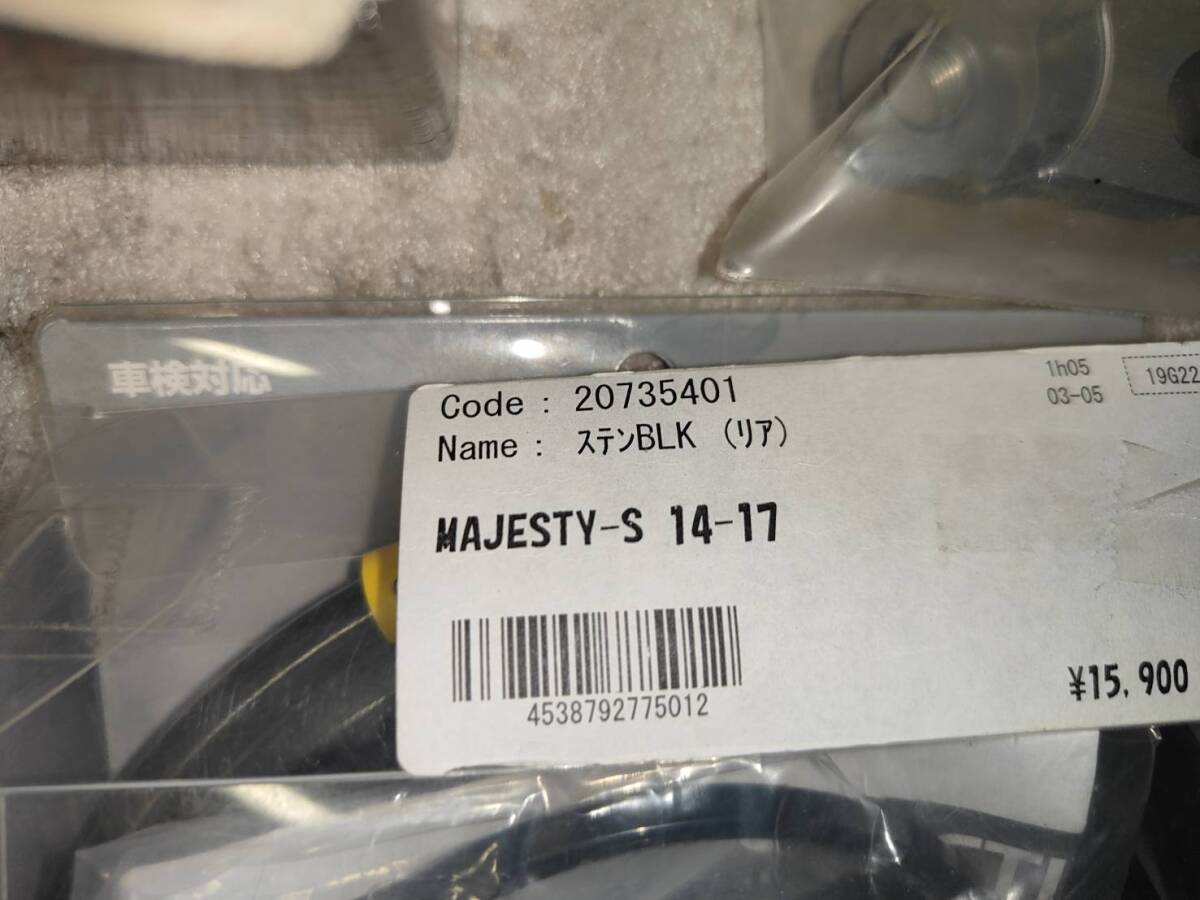 車検対応
Code : 20735401
1h05
19G22
Name : ｽﾃﾝBLK (ﾘｱ)
03-05
MAJESTY-S 14-17
4538792775012
¥15,900